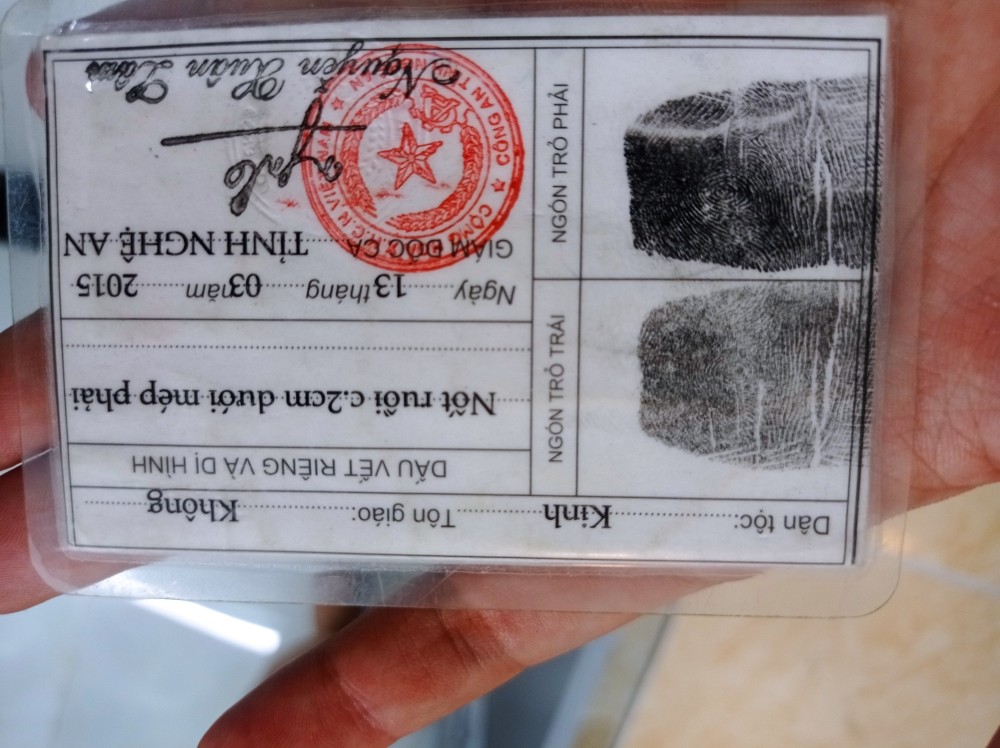 Dân tộc: Kinh Tôn giáo: Không
NGÓN TRỎ TRÁI
DẤU VẾT RIÊNG VÀ DỊ HÌNH
Nốt ruồi c.2cm dưới mép phải
NGÓN TRỎ PHẢI
Ngày 13 tháng 03 năm 2015
GIÁM ĐỐC CA TỈNH NGHỆ AN
Nguyễn Xuân Lâm